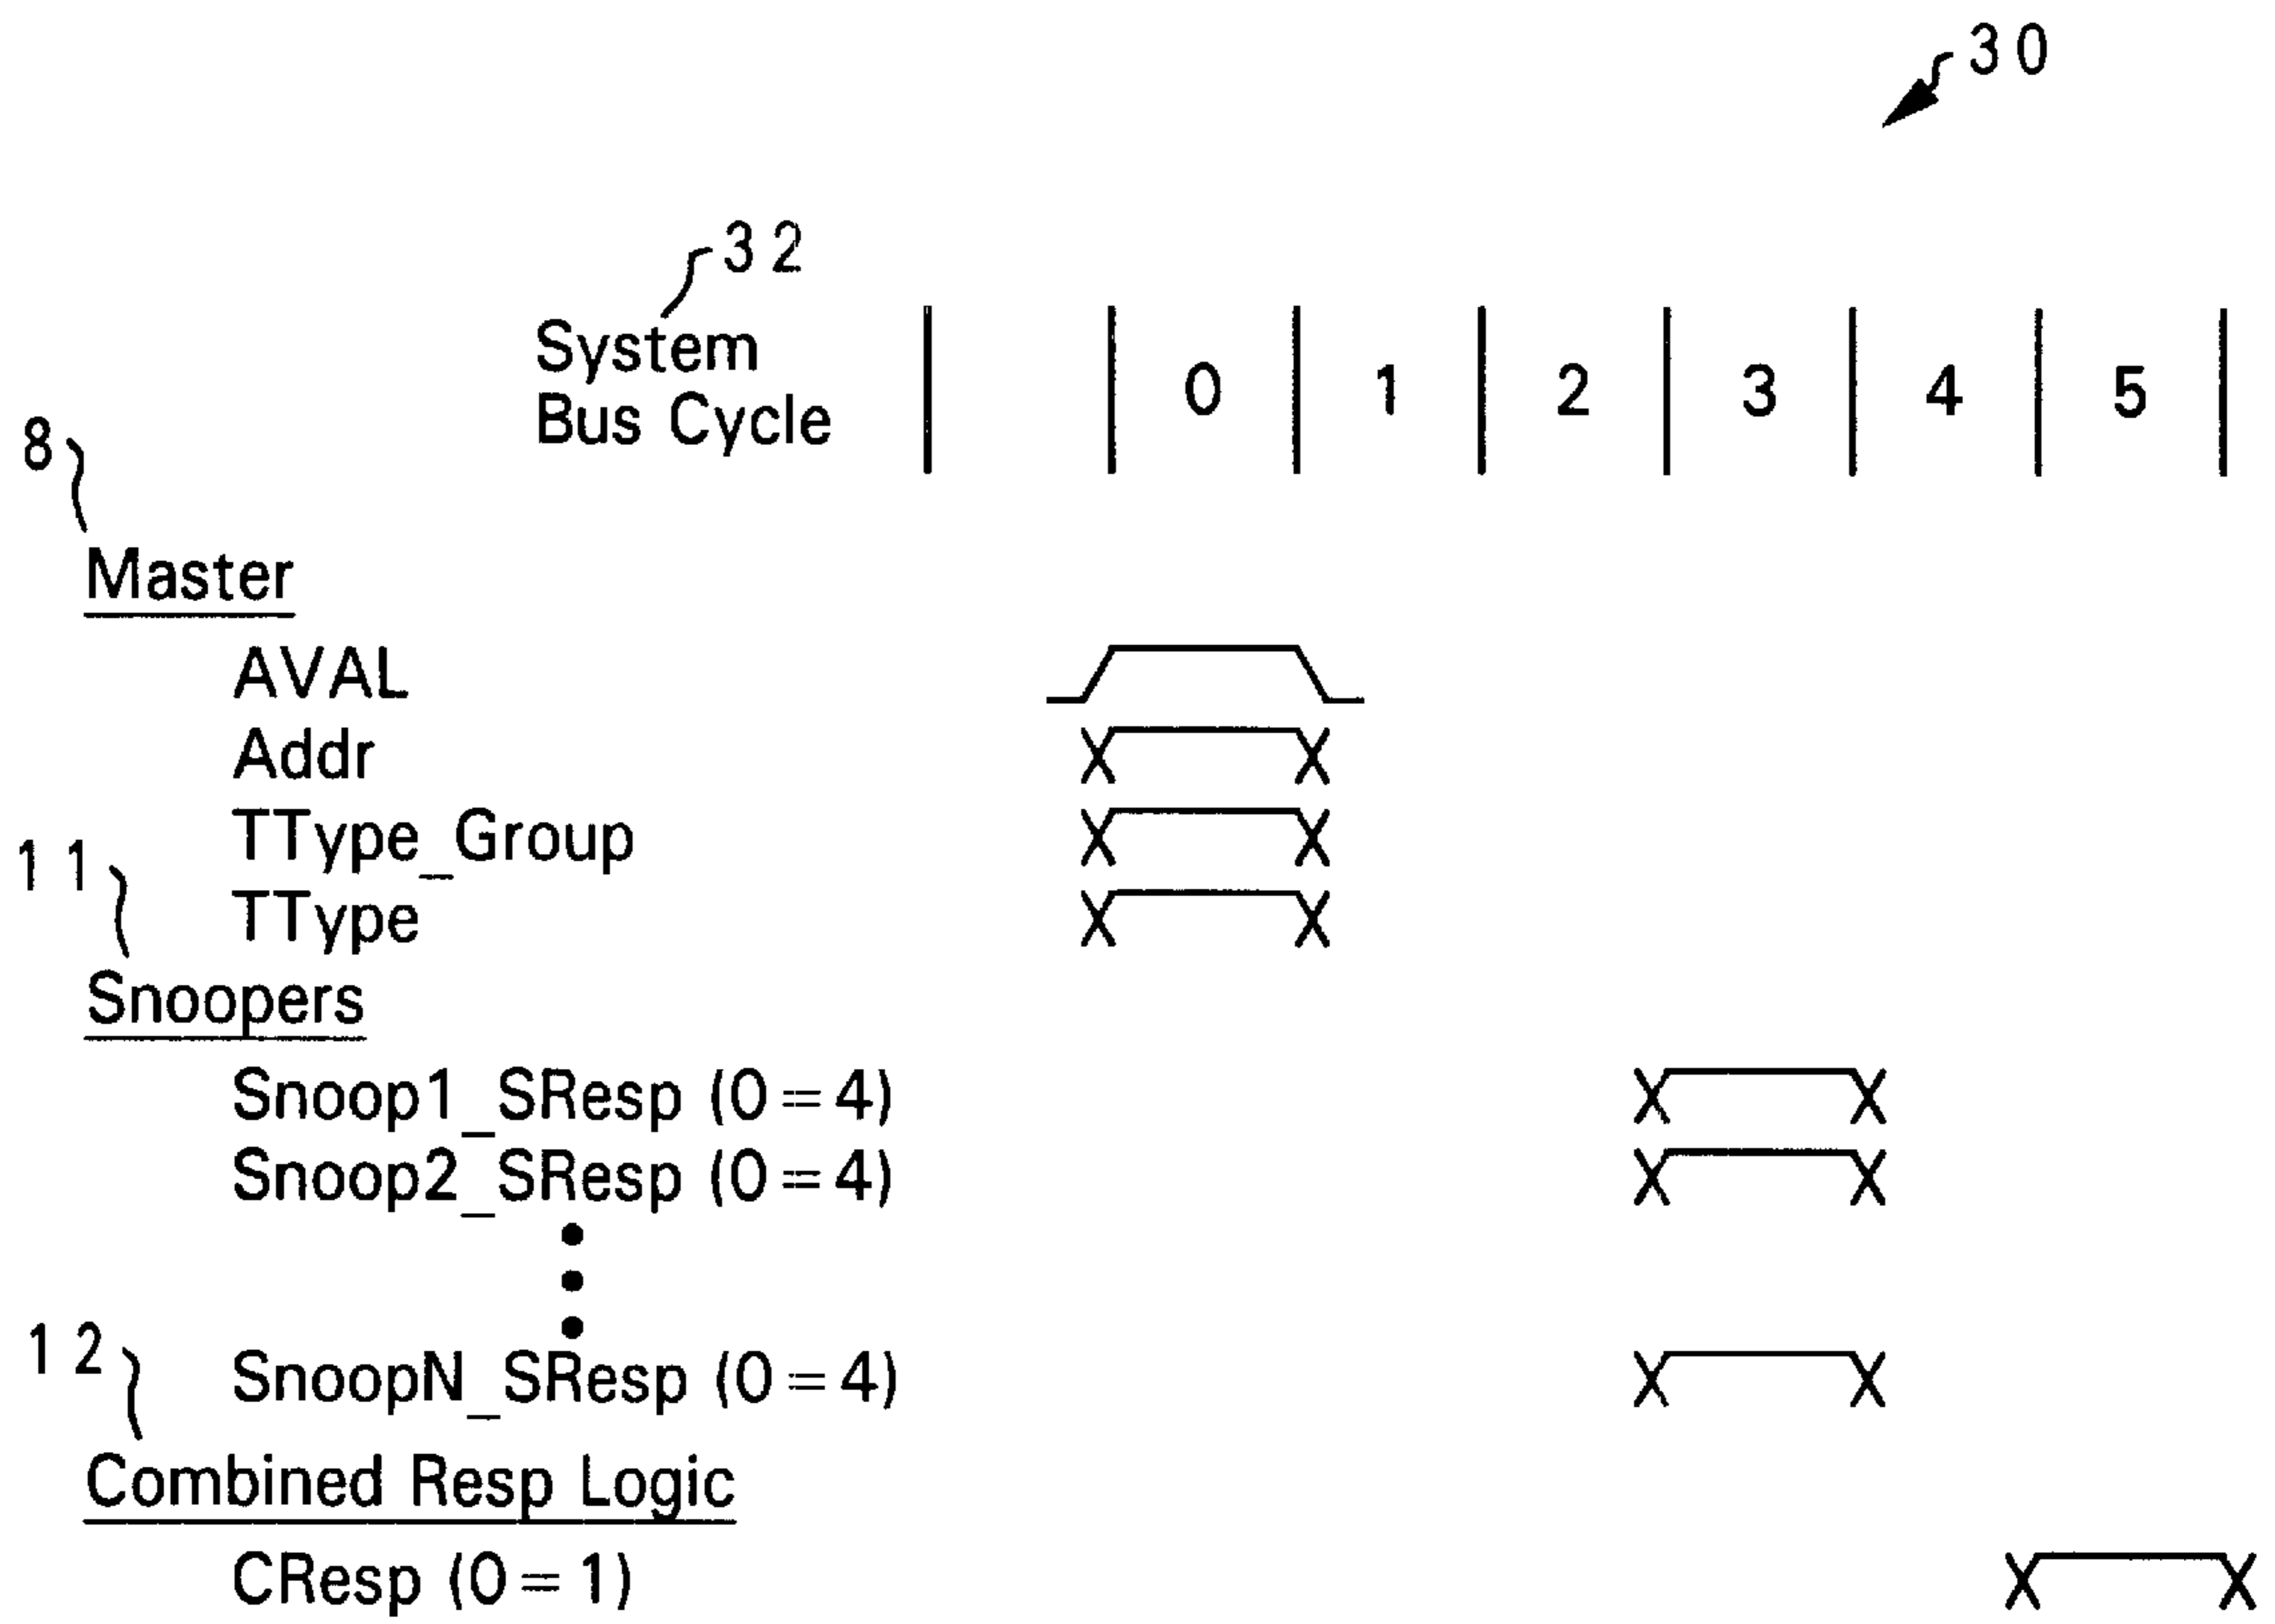 30
32
System
Bus Cycle
0 1 2 3 4 5
8
Master
AVAL
Addr
TType_Group
11
TType
Snoopers
Snoop1_SResp (0=4)
Snoop2_SResp (0=4)
12
SnoopN_SResp (0=4)
Combined Resp Logic
CResp (0=1)